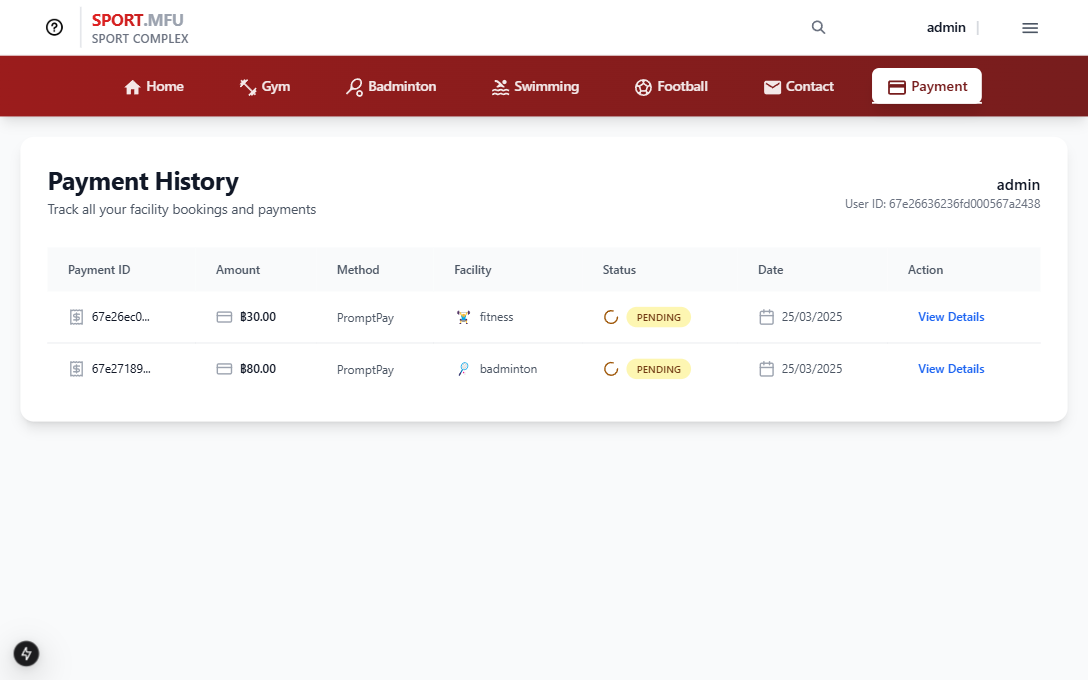 SPORT.MFU
SPORT COMPLEX
admin
Home Gym Badminton Swimming Football Contact Payment
Payment History
Track all your facility bookings and payments
admin
User ID: 67e26636236fd000567a2438
Payment ID Amount Method Facility Status Date Action
67e26ec0... ฿30.00 PromptPay fitness PENDING 25/03/2025 View Details
67e27189... ฿80.00 PromptPay badminton PENDING 25/03/2025 View Details